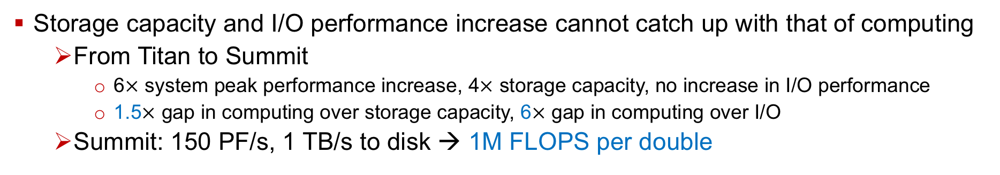 ▪ Storage capacity and I/O performance increase cannot catch up with that of computing
➢From Titan to Summit
o 6× system peak performance increase, 4× storage capacity, no increase in I/O performance
o 1.5× gap in computing over storage capacity, 6× gap in computing over I/O
➢Summit: 150 PF/s, 1 TB/s to disk → 1M FLOPS per double